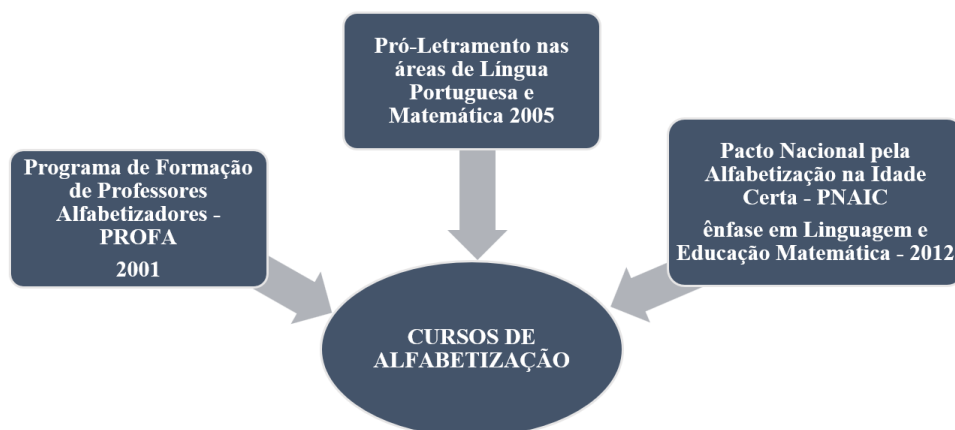 Programa de Formação
de Professores
Alfabetizadores -
PROFA
2001
Pró-Letramento nas
áreas de Língua
Portuguesa e
Matemática 2005
Pacto Nacional pela
Alfabetização na Idade
Certa - PNAIC
ênfase em Linguagem e
Educação Matemática - 2012
CURSOS DE
ALFABETIZAÇÃO